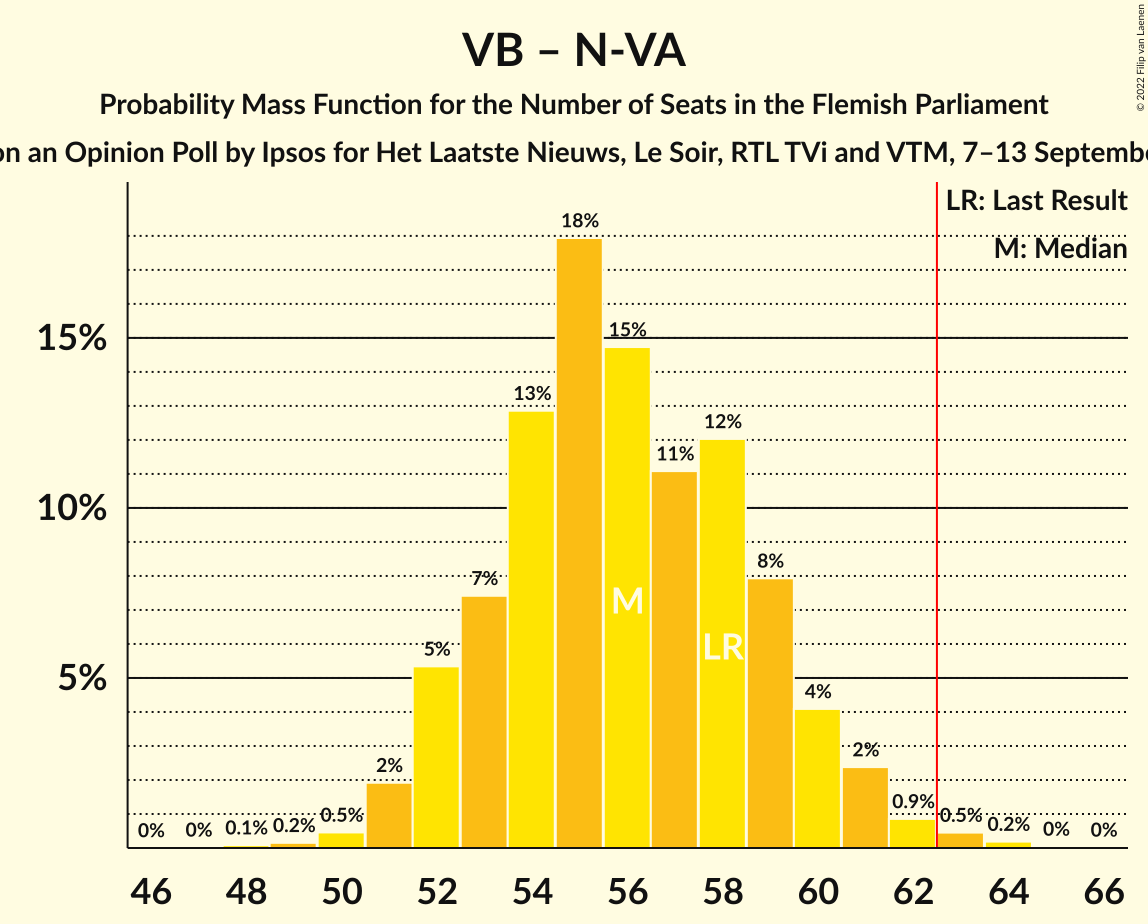 VB – N-VA
Probability Mass Function for the Number of Seats in the Flemish Parliament
on an Opinion Poll by Ipsos for Het Laatste Nieuws, Le Soir, RTL TVi and VTM, 7–13 Septembe
© 2022 Filip van Laenen
LR: Last Result
M: Median
15%
10%
5%
0%
0%
0.1%
0.2%
0.5%
2%
5%
7%
13%
18%
15%
11%
12%
8%
4%
2%
0.9%
0.5%
0.2%
0%
0%
M
LR
46 48 50 52 54 56 58 60 62 64 66